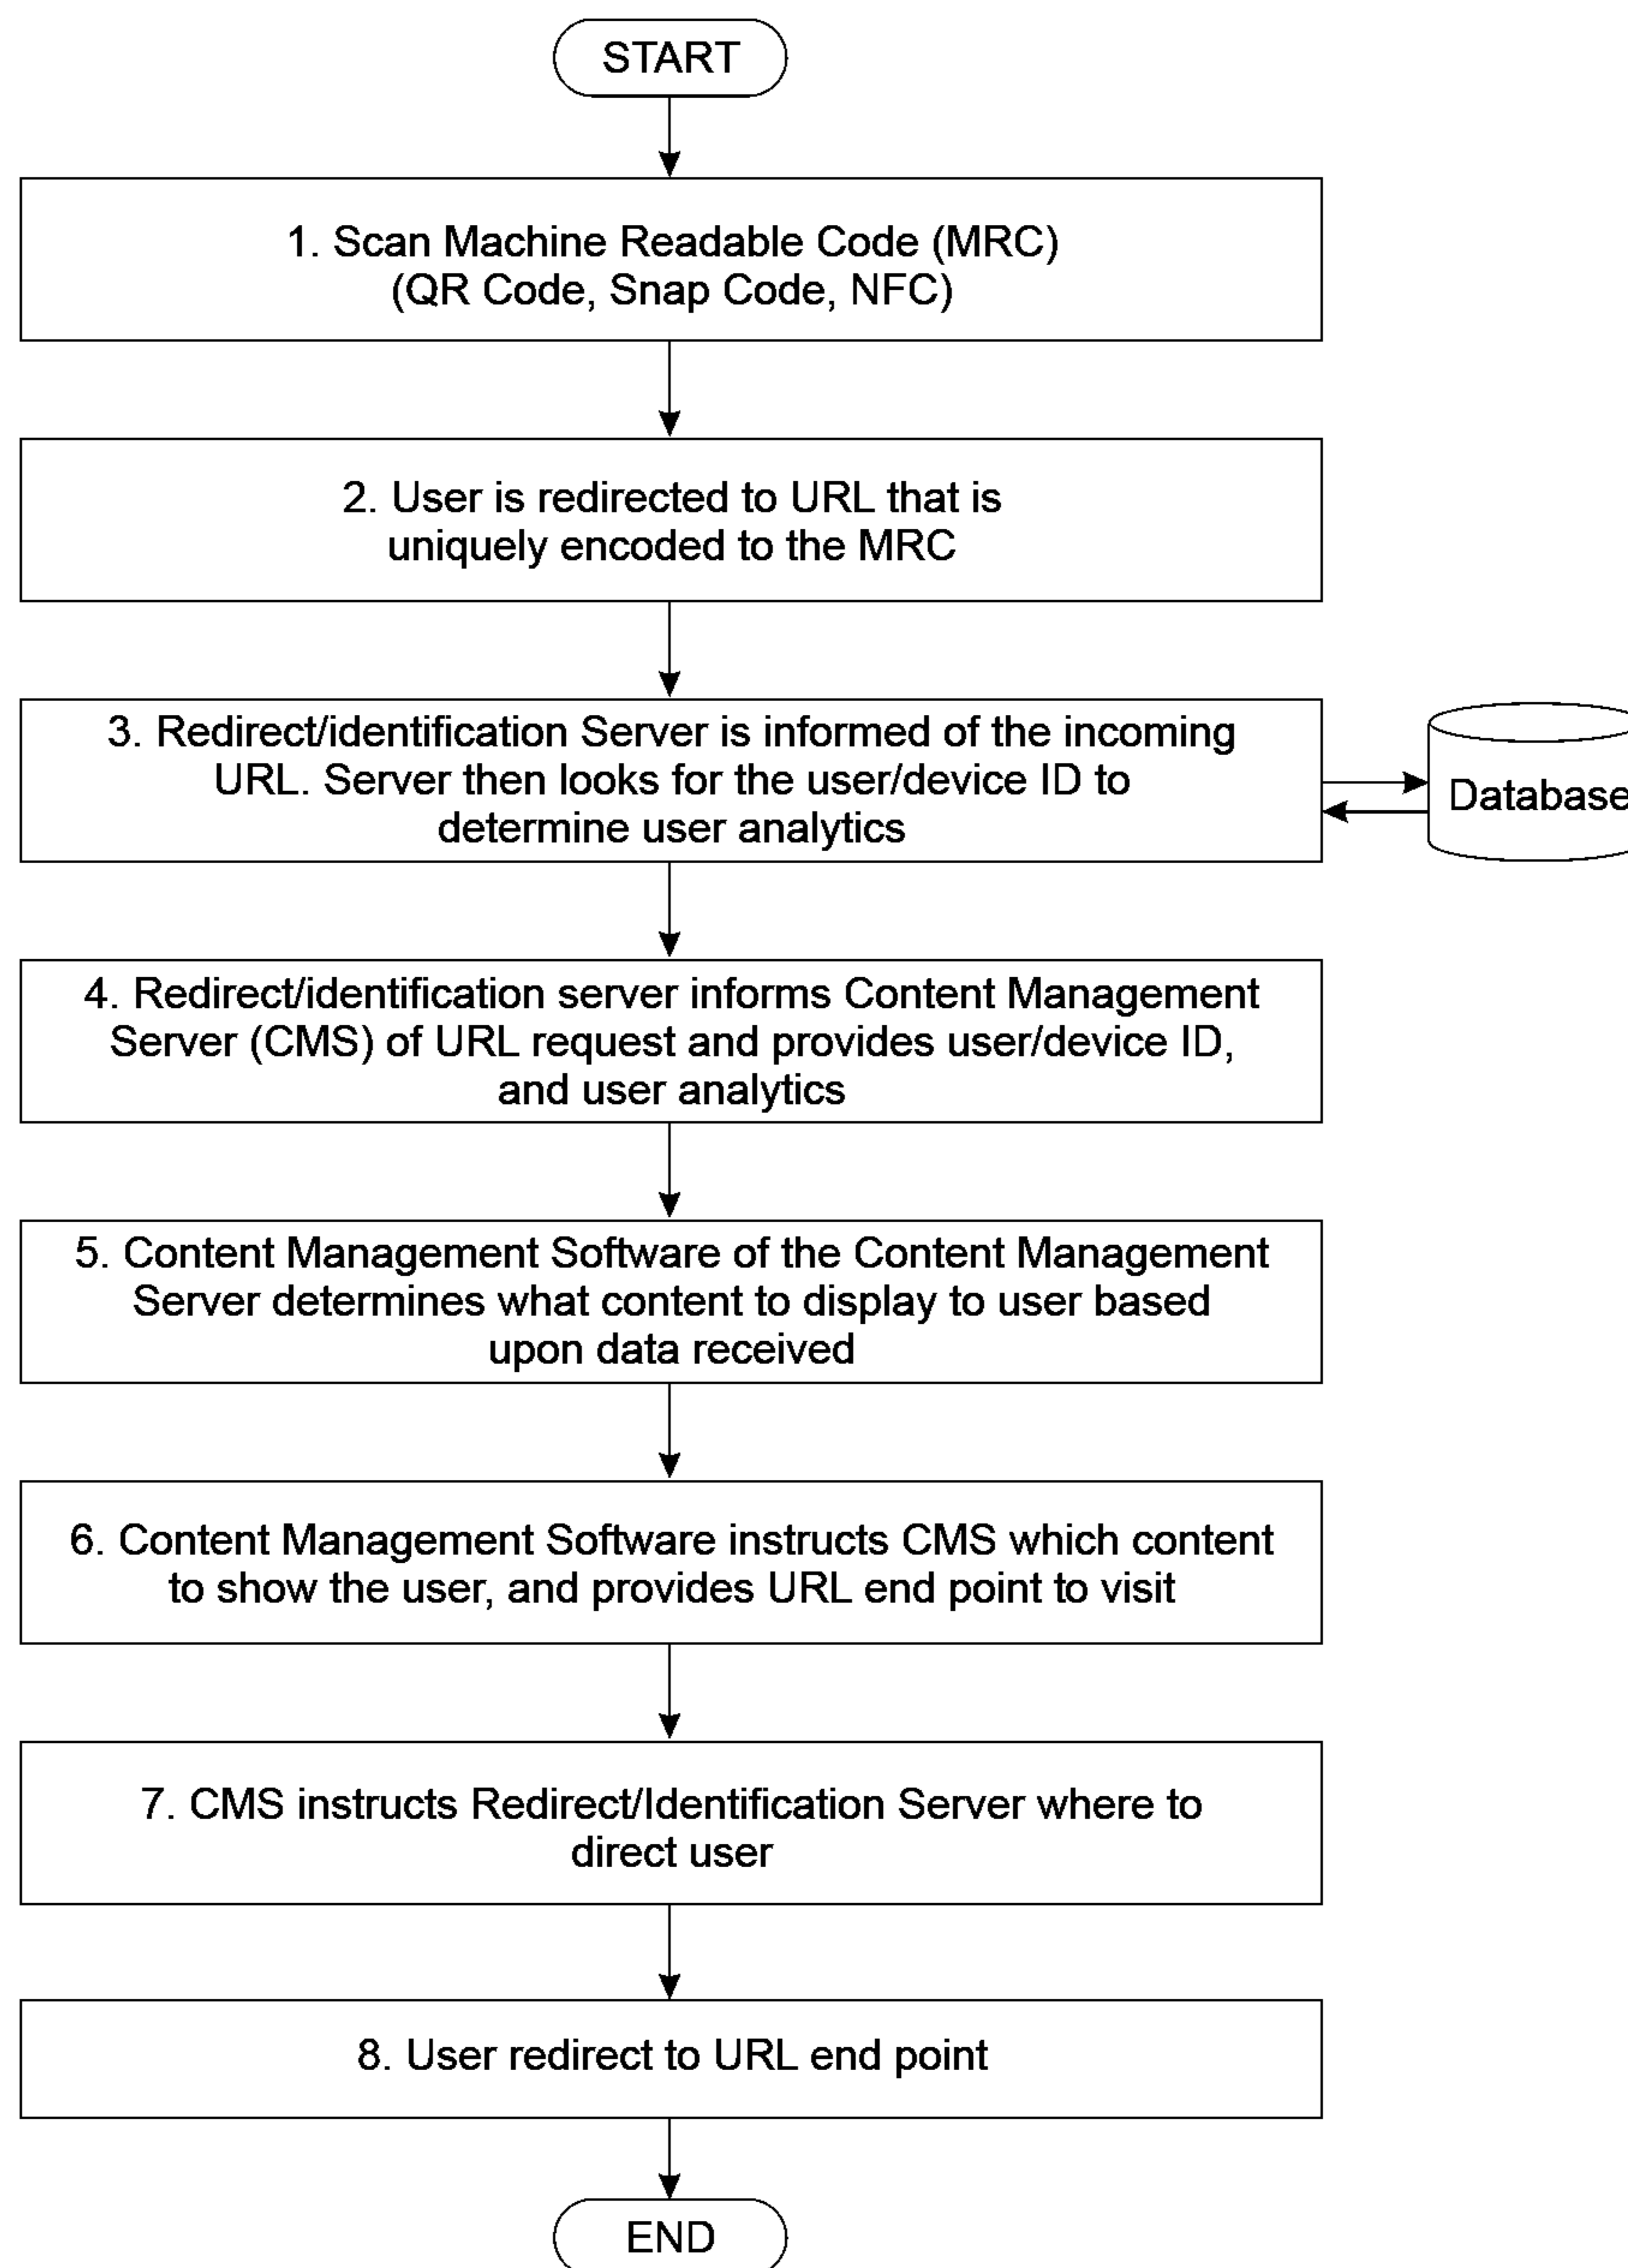 START
1. Scan Machine Readable Code (MRC)
(QR Code, Snap Code, NFC)
2. User is redirected to URL that is
uniquely encoded to the MRC
3. Redirect/identification Server is informed of the incoming
URL. Server then looks for the user/device ID to
determine user analytics
Database
4. Redirect/identification server informs Content Management
Server (CMS) of URL request and provides user/device ID,
and user analytics
5. Content Management Software of the Content Management
Server determines what content to display to user based
upon data received
6. Content Management Software instructs CMS which content
to show the user, and provides URL end point to visit
7. CMS instructs Redirect/Identification Server where to
direct user
8. User redirect to URL end point
END